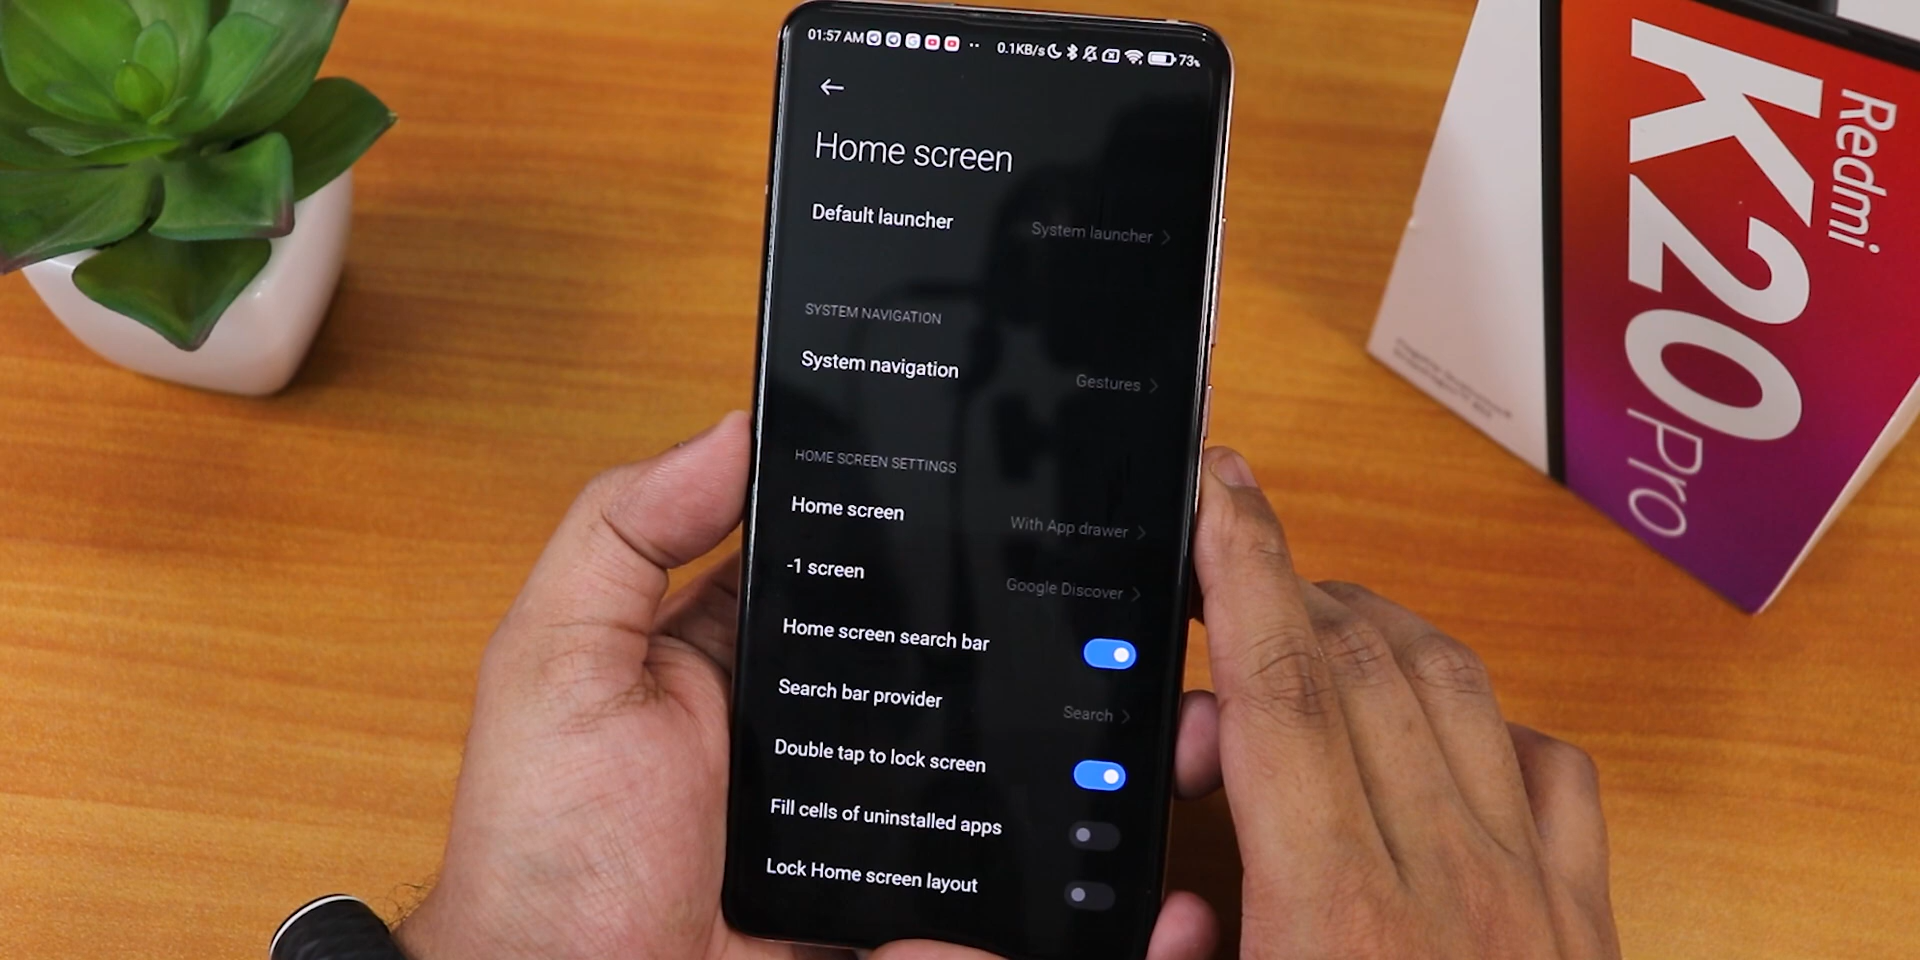 01:57 AM
0.1KB/s
73%
Home screen
Default launcher
System launcher
SYSTEM NAVIGATION
System navigation
Gestures
HOME SCREEN SETTINGS
Home screen
With App drawer
-1 screen
Google Discover
Home screen search bar
Search bar provider
Search
Double tap to lock screen
Fill cells of uninstalled apps
Lock Home screen layout
Redmi
K20
Pro